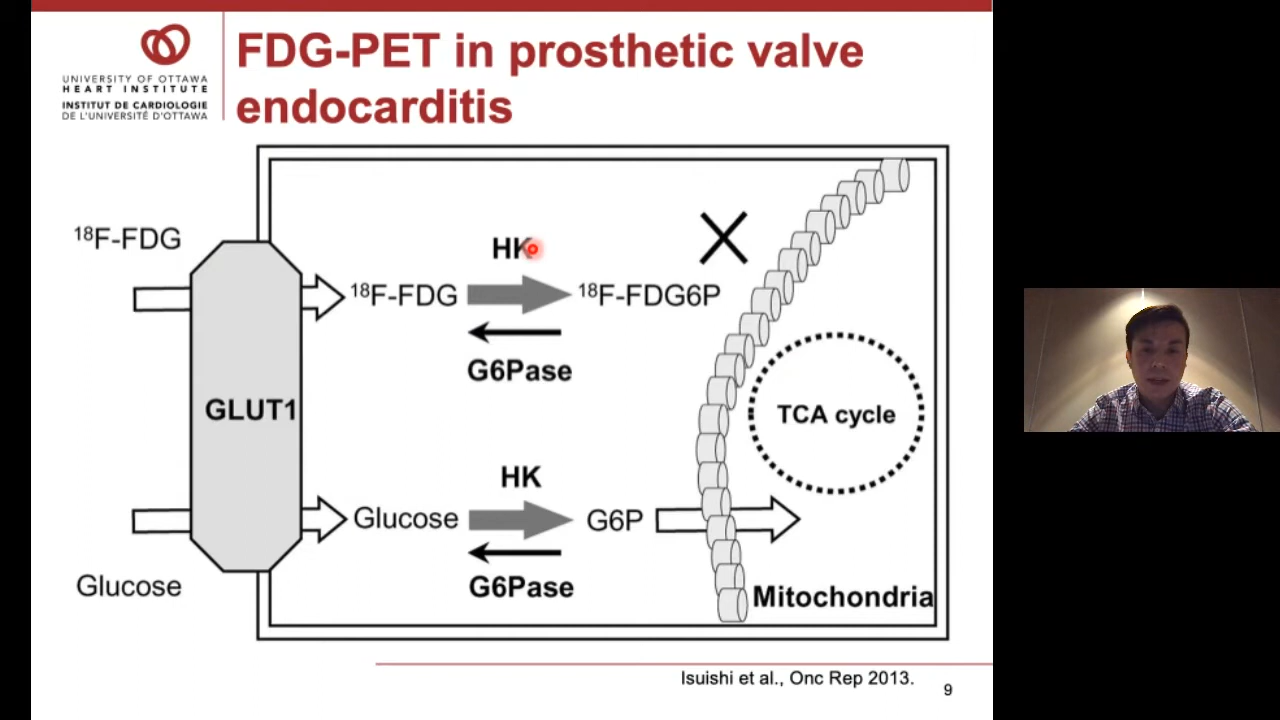 UNIVERSITY OF OTTAWA
HEART INSTITUTE
INSTITUT DE CARDIOLOGIE
DE L'UNIVERSITÉ D'OTTAWA
FDG-PET in prosthetic valve
endocarditis
18F-FDG
HK
18F-FDG
18F-FDG6P
G6Pase
GLUT1
TCA cycle
HK
Glucose
G6P
G6Pase
Glucose
Mitochondria
Isuishi et al., Onc Rep 2013.
9